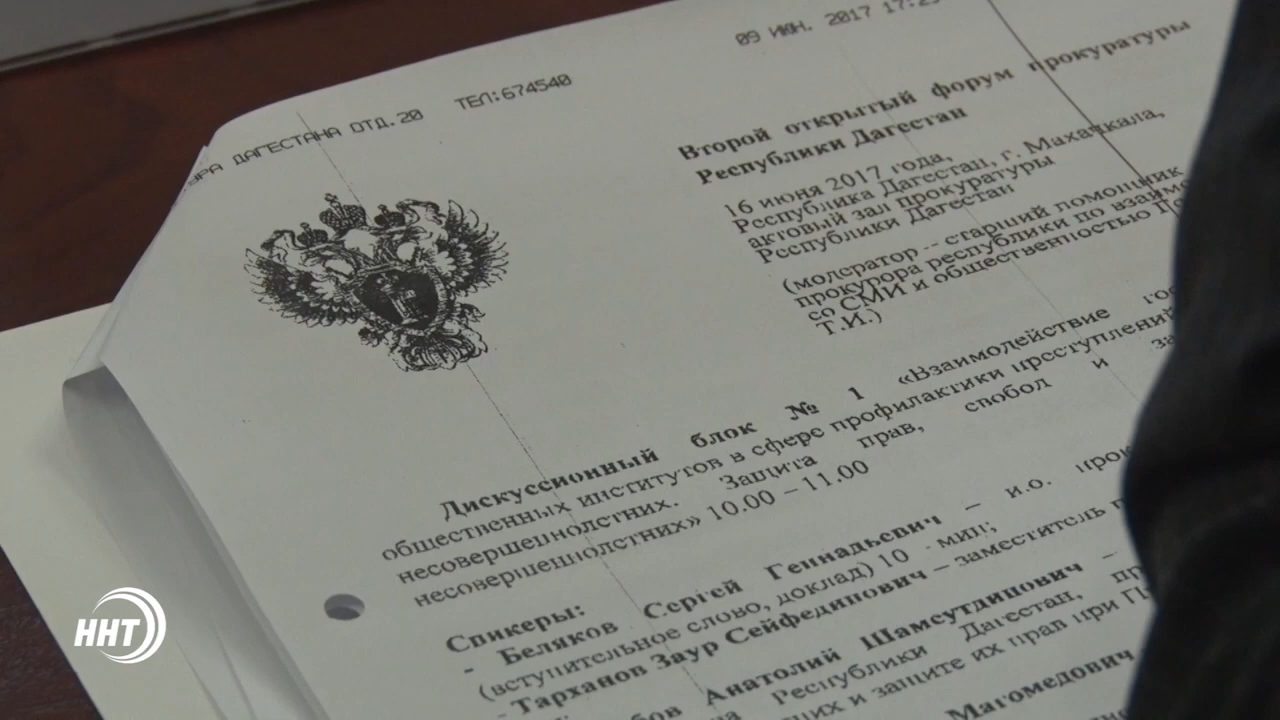 09 ИЮН. 2017
ДАГЕСТАНА ОТД.20 ТЕЛ:674540
Второй открытый форум прокуратуры
Республики Дагестан
16 июня 2017 года,
Республика Дагестан, г. Махачкала,
актовый зал прокуратуры
Республики Дагестан
(модератор -- старший помощник
прокурора республики по
со СМИ и общественностью
Т.И.)
Дискуссионный блок № 1 «Взаимодействие
общественных институтов в сфере профилактики преступлений
несовершеннолетних. Защита прав, свобод и
несовершеннолетних» 10.00 – 11.00
Спикеры:
- Беляков Сергей Геннадьевич – и.о.
(вступительное слово, доклад) 10 - мин;
- Тарханов Заур Сейфединович – заместитель
Анатолий Шамсутдинович –
Республики Дагестан,
и защите их прав при
Магомедович
ННТ